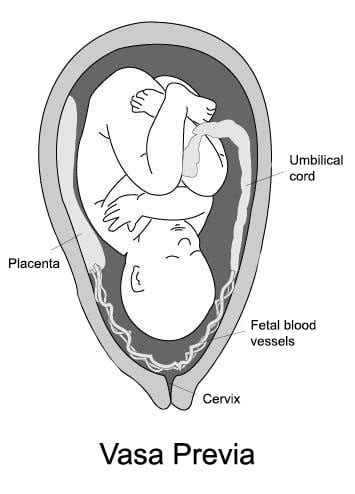 Umbilical
cord
Placenta
Fetal blood
vessels
Cervix
Vasa Previa